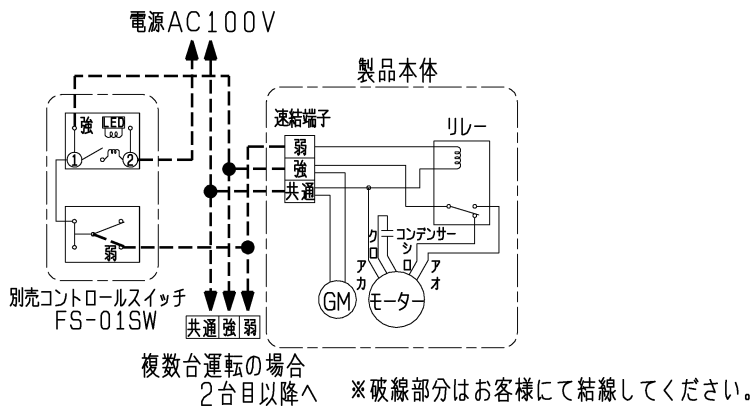 電源AC100V
製品本体
強 LED
① ②
弱
速結端子
弱
強
共通
リレー
クロ
コンデンサー
シロ
アカ
アオ
GM
モーター
別売コントロールスイッチ
FS-01SW
共通 強 弱
複数台運転の場合
2台目以降へ
※破線部分はお客様にて結線してください。